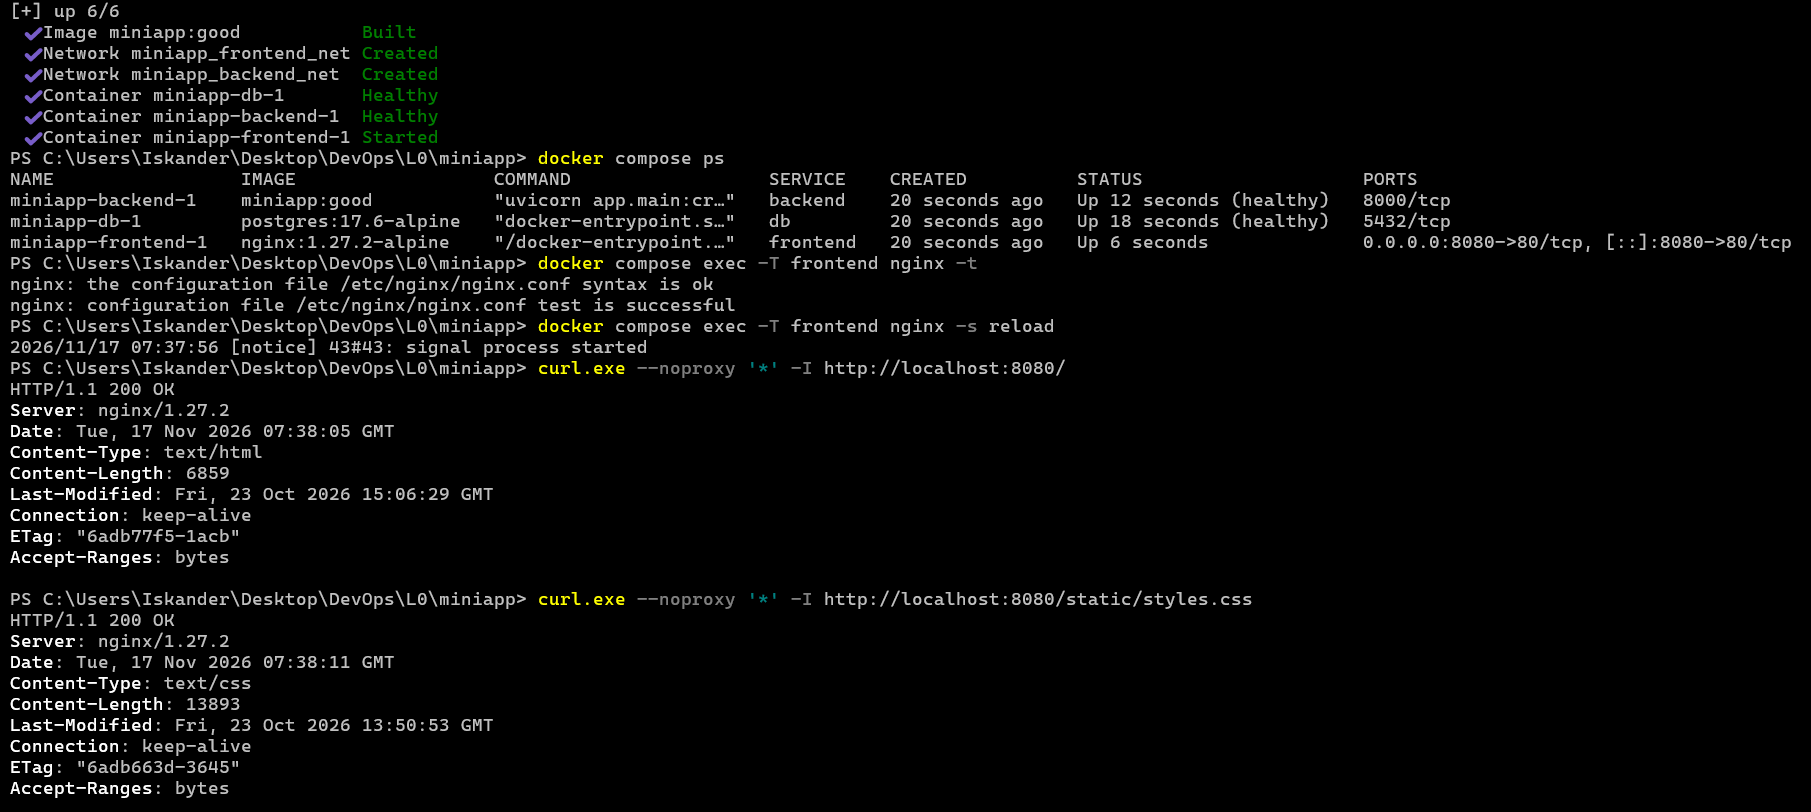 [+] up 6/6
✔Image miniapp:good Built
✔Network miniapp_frontend_net Created
✔Network miniapp_backend_net Created
✔Container miniapp-db-1 Healthy
✔Container miniapp-backend-1 Healthy
✔Container miniapp-frontend-1 Started
PS C:\Users\Iskander\Desktop\DevOps\L0\miniapp> docker compose ps
NAME IMAGE COMMAND SERVICE CREATED STATUS PORTS
miniapp-backend-1 miniapp:good "uvicorn app.main:cr…" backend 20 seconds ago Up 12 seconds (healthy) 8000/tcp
miniapp-db-1 postgres:17.6-alpine "docker-entrypoint.s…" db 20 seconds ago Up 18 seconds (healthy) 5432/tcp
miniapp-frontend-1 nginx:1.27.2-alpine "/docker-entrypoint.…" frontend 20 seconds ago Up 6 seconds 0.0.0.0:8080->80/tcp, [::]:8080->80/tcp
PS C:\Users\Iskander\Desktop\DevOps\L0\miniapp> docker compose exec -T frontend nginx -t
nginx: the configuration file /etc/nginx/nginx.conf syntax is ok
nginx: configuration file /etc/nginx/nginx.conf test is successful
PS C:\Users\Iskander\Desktop\DevOps\L0\miniapp> docker compose exec -T frontend nginx -s reload
2026/11/17 07:37:56 [notice] 43#43: signal process started
PS C:\Users\Iskander\Desktop\DevOps\L0\miniapp> curl.exe --noproxy '*' -I http://localhost:8080/
HTTP/1.1 200 OK
Server: nginx/1.27.2
Date: Tue, 17 Nov 2026 07:38:05 GMT
Content-Type: text/html
Content-Length: 6859
Last-Modified: Fri, 23 Oct 2026 15:06:29 GMT
Connection: keep-alive
ETag: "6adb77f5-1acb"
Accept-Ranges: bytes
PS C:\Users\Iskander\Desktop\DevOps\L0\miniapp> curl.exe --noproxy '*' -I http://localhost:8080/static/styles.css
HTTP/1.1 200 OK
Server: nginx/1.27.2
Date: Tue, 17 Nov 2026 07:38:11 GMT
Content-Type: text/css
Content-Length: 13893
Last-Modified: Fri, 23 Oct 2026 13:50:53 GMT
Connection: keep-alive
ETag: "6adb663d-3645"
Accept-Ranges: bytes